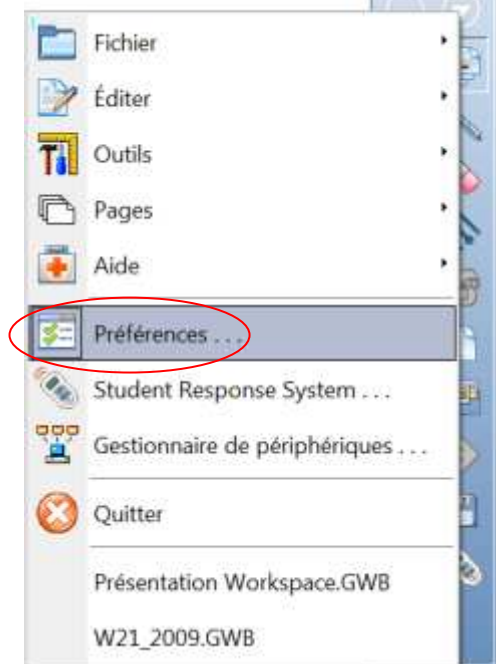 Fichier
Éditer
Outils
Pages
Aide
Préférences . . .
Student Response System . . .
Gestionnaire de périphériques . . .
Quitter
Présentation Workspace.GWB
W21_2009.GWB